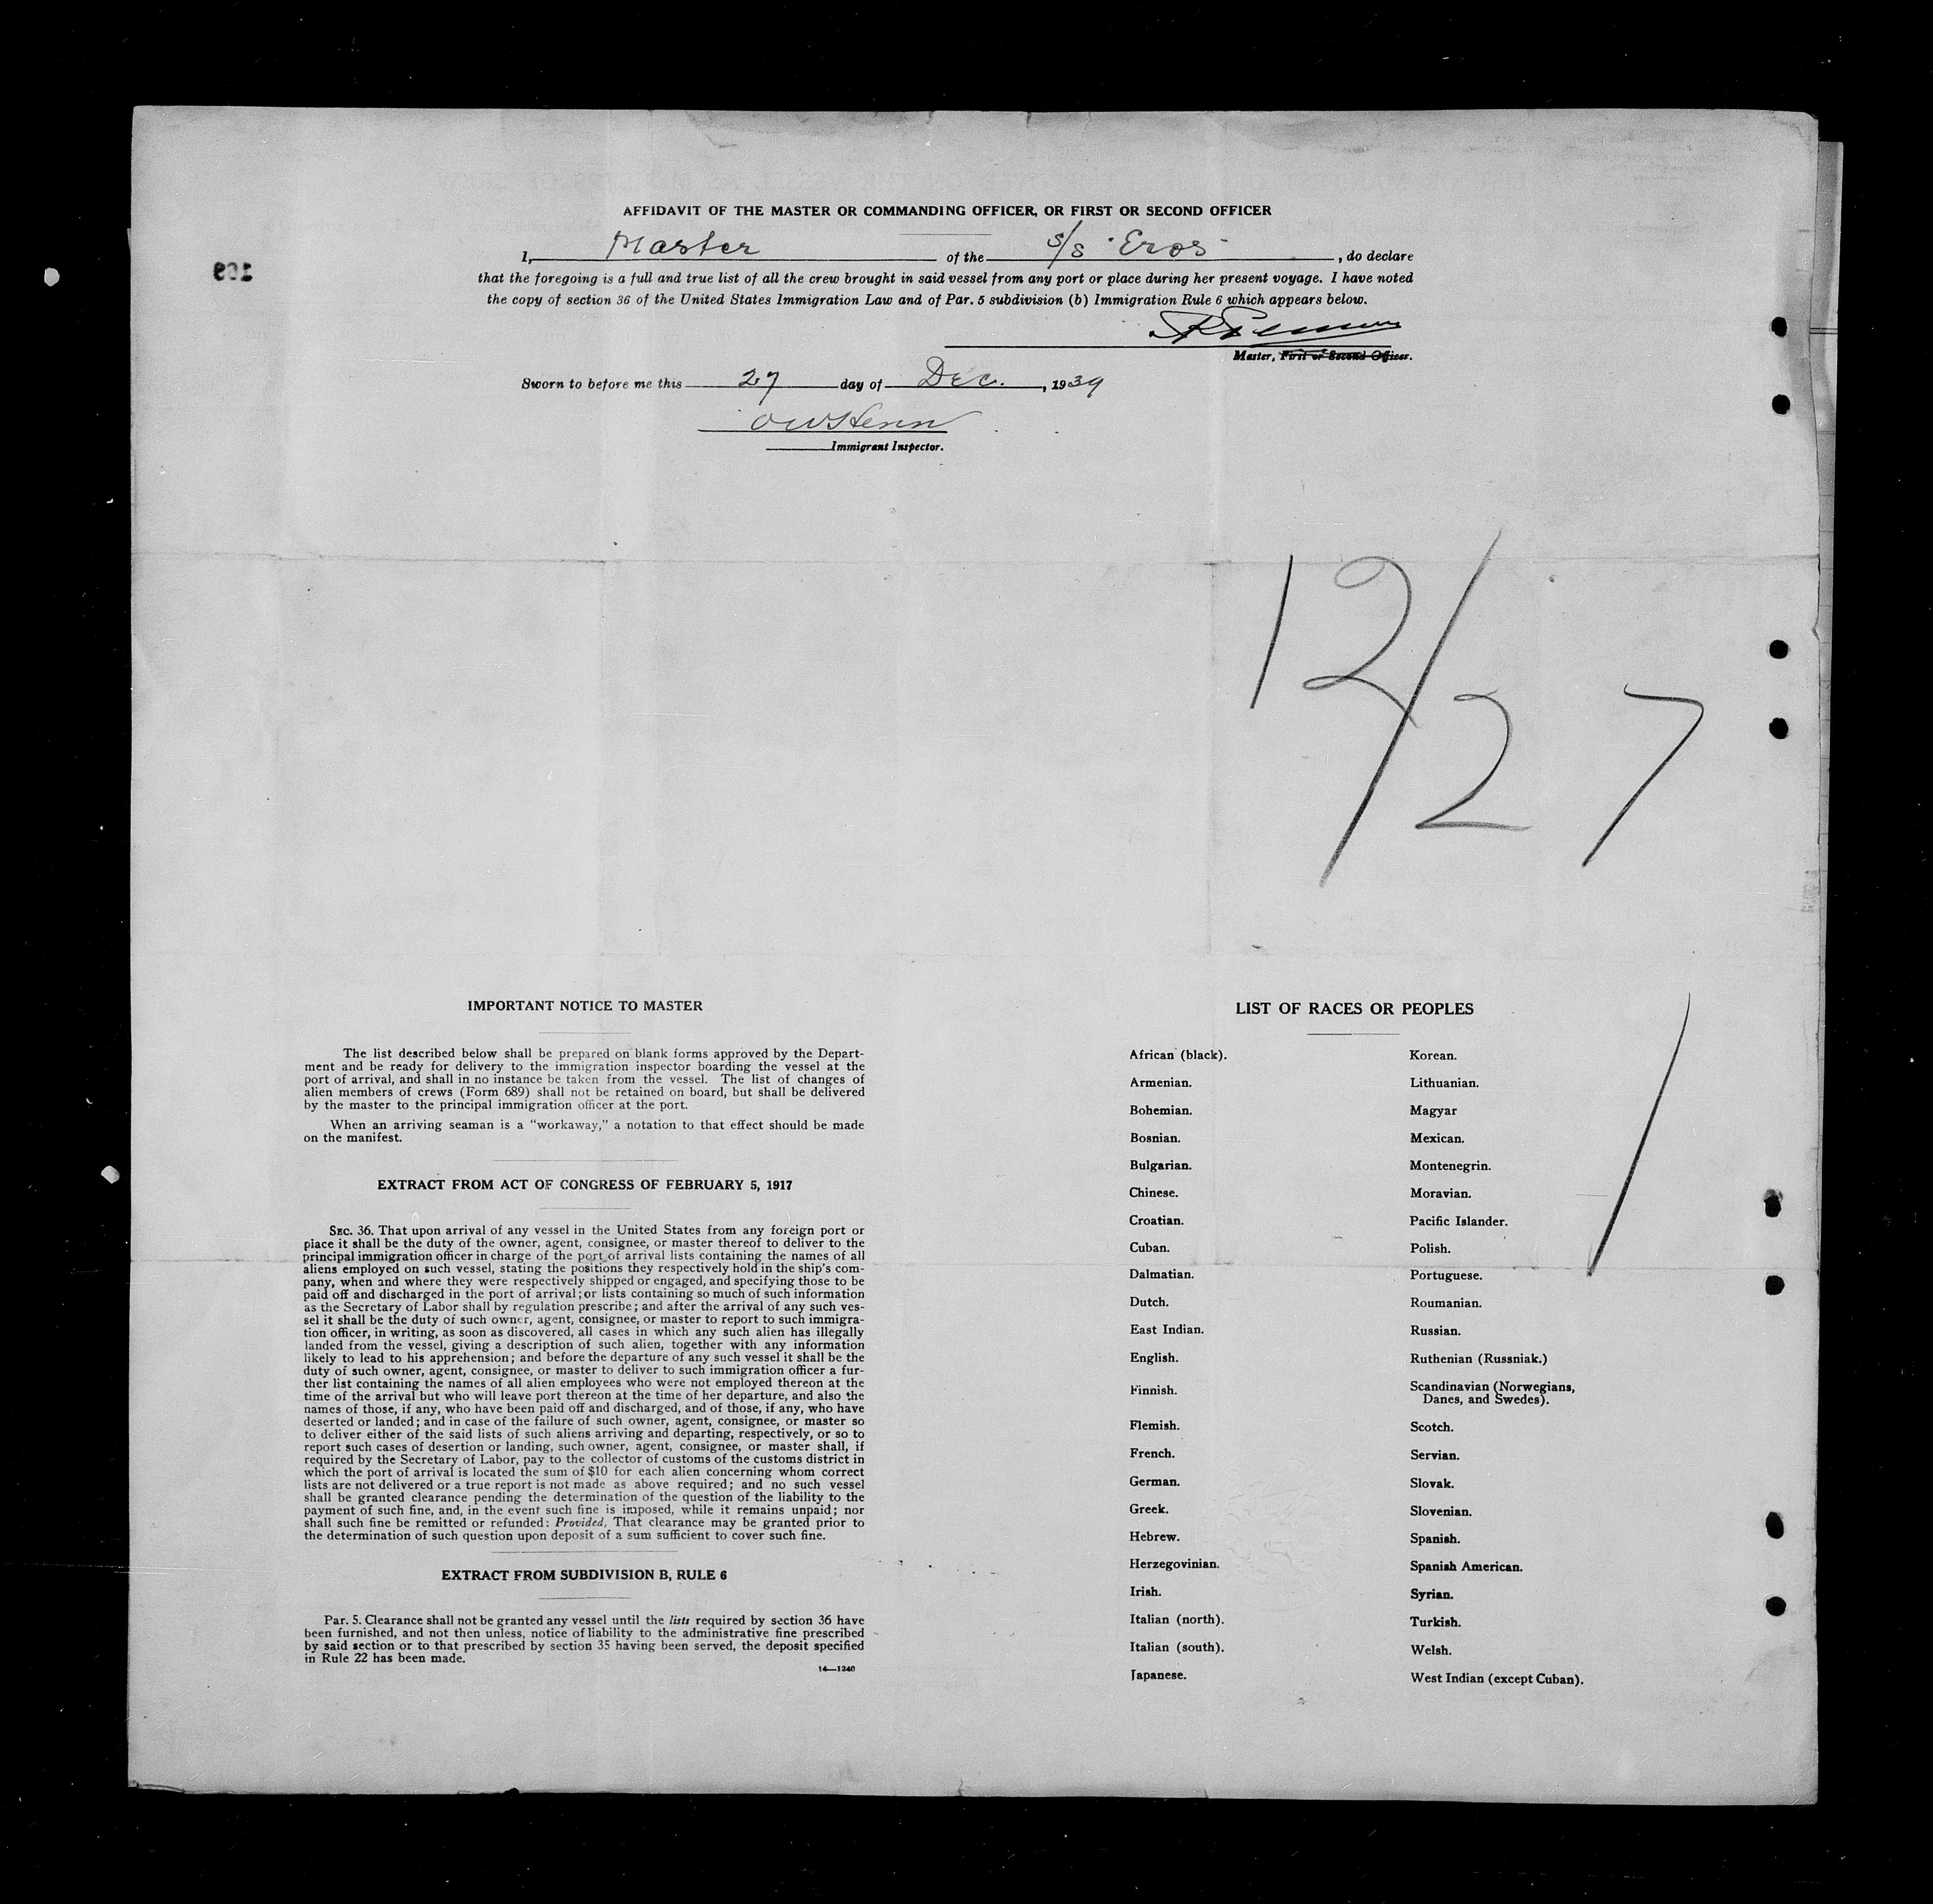 AFFIDAVIT OF THE MASTER OR COMMANDING OFFICER, OR FIRST OR SECOND OFFICER
I, Master of the S/S "Eros", do declare
that the foregoing is a full and true list of all the crew brought in said vessel from any port or place during her present voyage. I have noted
the copy of section 36 of the United States Immigration Law and of Par. 5 subdivision (b) Immigration Rule 6 which appears below.
Master, First or Second Officer.
Sworn to before me this 27 day of Dec., 1939
OW Henn
Immigrant Inspector.
12/27
IMPORTANT NOTICE TO MASTER
The list described below shall be prepared on blank forms approved by the Depart-
ment and be ready for delivery to the immigration inspector boarding the vessel at the
port of arrival, and shall in no instance be taken from the vessel. The list of changes of
alien members of crews (Form 689) shall not be retained on board, but shall be delivered
by the master to the principal immigration officer at the port.
When an arriving seaman is a "workaway," a notation to that effect should be made
on the manifest.
EXTRACT FROM ACT OF CONGRESS OF FEBRUARY 5, 1917
SEC. 36. That upon arrival of any vessel in the United States from any foreign port or
place it shall be the duty of the owner, agent, consignee, or master thereof to deliver to the
principal immigration officer in charge of the port of arrival lists containing the names of all
aliens employed on such vessel, stating the positions they respectively hold in the ship's com-
pany, when and where they were respectively shipped or engaged, and specifying those to be
paid off and discharged in the port of arrival; or lists containing so much of such information
as the Secretary of Labor shall by regulation prescribe; and after the arrival of any such ves-
sel it shall be the duty of such owner, agent, consignee, or master to report to such immigra-
tion officer, in writing, as soon as discovered, all cases in which any such alien has illegally
landed from the vessel, giving a description of such alien, together with any information
likely to lead to his apprehension; and before the departure of any such vessel it shall be the
duty of such owner, agent, consignee, or master to deliver to such immigration officer a fur-
ther list containing the names of all alien employees who were not employed thereon at the
time of the arrival but who will leave port thereon at the time of her departure, and also the
names of those, if any, who have been paid off and discharged, and of those, if any, who have
deserted or landed; and in case of the failure of such owner, agent, consignee, or master so
to deliver either of the said lists of such aliens arriving and departing, respectively, or so to
report such cases of desertion or landing, such owner, agent, consignee, or master shall, if
required by the Secretary of Labor, pay to the collector of customs of the customs district in
which the port of arrival is located the sum of $10 for each alien concerning whom correct
lists are not delivered or a true report is not made as above required; and no such vessel
shall be granted clearance pending the determination of the question of the liability to the
payment of such fine, and, in the event such fine is imposed, while it remains unpaid; nor
shall such fine be remitted or refunded: Provided, That clearance may be granted prior to
the determination of such question upon deposit of a sum sufficient to cover such fine.
EXTRACT FROM SUBDIVISION B, RULE 6
Par. 5. Clearance shall not be granted any vessel until the lists required by section 36 have
been furnished, and not then unless, notice of liability to the administrative fine prescribed
by said section or to that prescribed by section 35 having been served, the deposit specified
in Rule 22 has been made.
14—1240
LIST OF RACES OR PEOPLES
African (black).
Armenian.
Bohemian.
Bosnian.
Bulgarian.
Chinese.
Croatian.
Cuban.
Dalmatian.
Dutch.
East Indian.
English.
Finnish.
Flemish.
French.
German.
Greek.
Hebrew.
Herzegovinian.
Irish.
Italian (north).
Italian (south).
Japanese.
Korean.
Lithuanian.
Magyar
Mexican.
Montenegrin.
Moravian.
Pacific Islander.
Polish.
Portuguese.
Roumanian.
Russian.
Ruthenian (Russniak.)
Scandinavian (Norwegians,
Danes, and Swedes).
Scotch.
Servian.
Slovak.
Slovenian.
Spanish.
Spanish American.
Syrian.
Turkish.
Welsh.
West Indian (except Cuban).